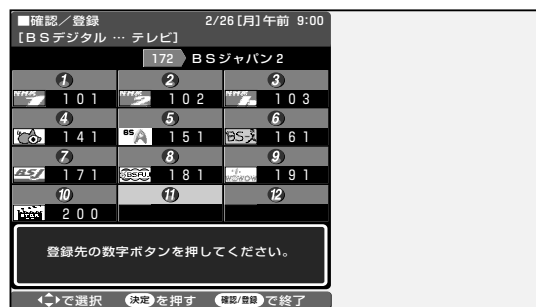 ■確認／登録 2/26[月]午前 9:00
[ＢＳデジタル … テレビ]
172 ＢＳジャパン２
1 2 3
101 102 103
4 5 6
141 BSA 151 BS-i 161
7 8 9
BSJ 171 181 WOWOW 191
10 11 12
200
登録先の数字ボタンを押してください。
で選択 決定を押す 確認/登録で終了